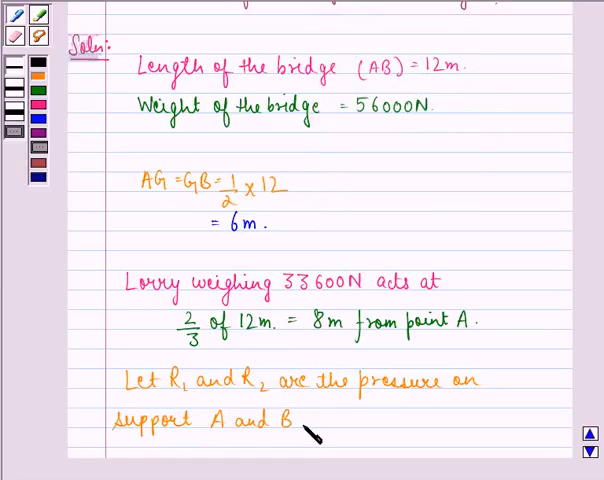 Soln:
Length of the bridge (AB) = 12m.
Weight of the bridge = 56000N.
AG = GB = 1/2 × 12
= 6m.
Lorry weighing 33600N acts at
2/3 of 12m. = 8m from point A.
Let R₁ and R₂ are the pressure on
support A and B